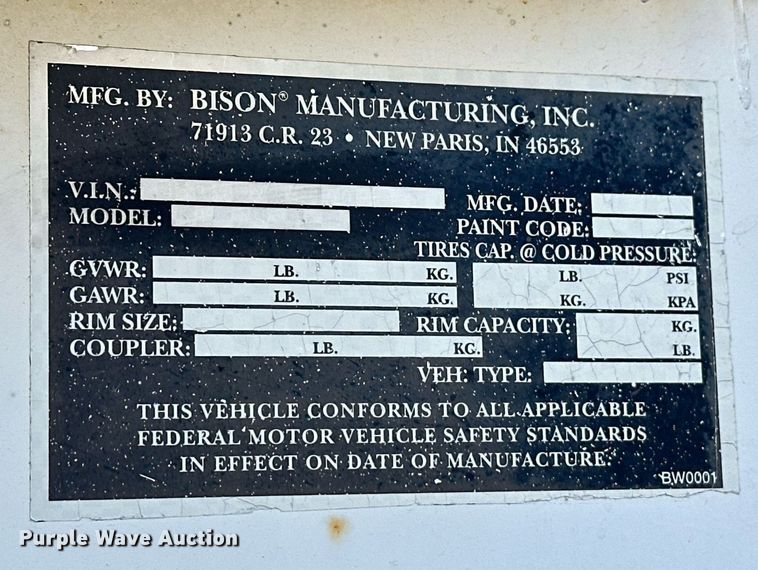 MFG. BY: BISON® MANUFACTURING, INC.
71913 C.R. 23 • NEW PARIS, IN 46553
V.I.N.: MFG. DATE:
MODEL: PAINT CODE:
TIRES CAP. @ COLD PRESSURE:
GVWR: LB. KG. LB. PSI
GAWR: LB. KG. KG. KPA
RIM SIZE: RIM CAPACITY: KG.
COUPLER: LB. KG. LB.
VEH. TYPE:
THIS VEHICLE CONFORMS TO ALL APPLICABLE
FEDERAL MOTOR VEHICLE SAFETY STANDARDS
IN EFFECT ON DATE OF MANUFACTURE.
BW0001
Purple Wave Auction